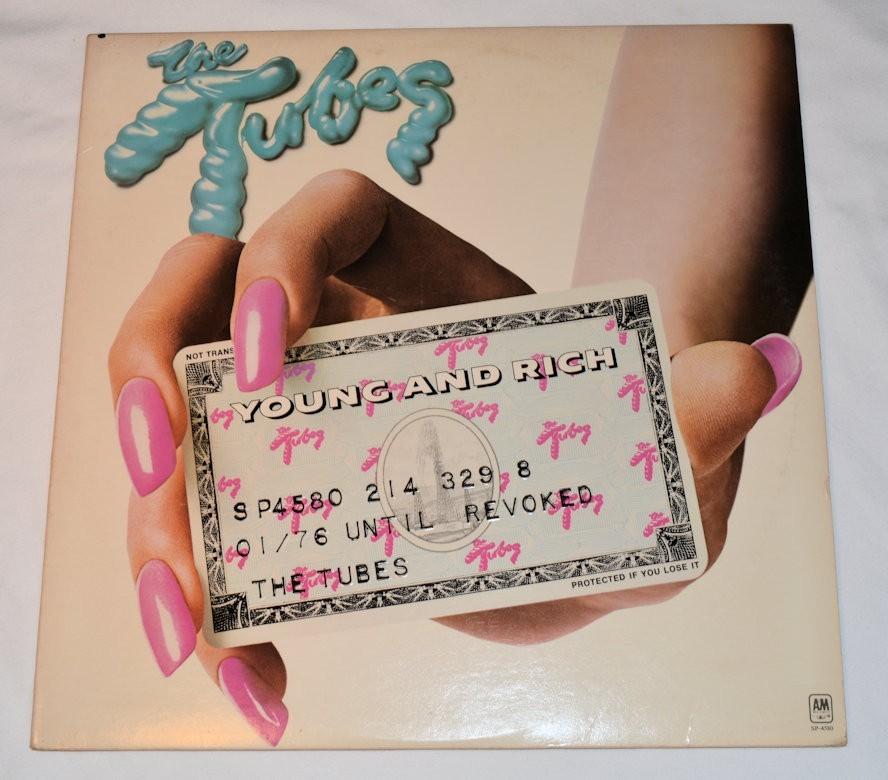 the
Tubes
NOT TRANS
YOUNG AND RICH
SP4580 214 329 8
01/76 UNTIL REVOKED
THE TUBES
PROTECTED IF YOU LOSE IT
AM
SP-4580